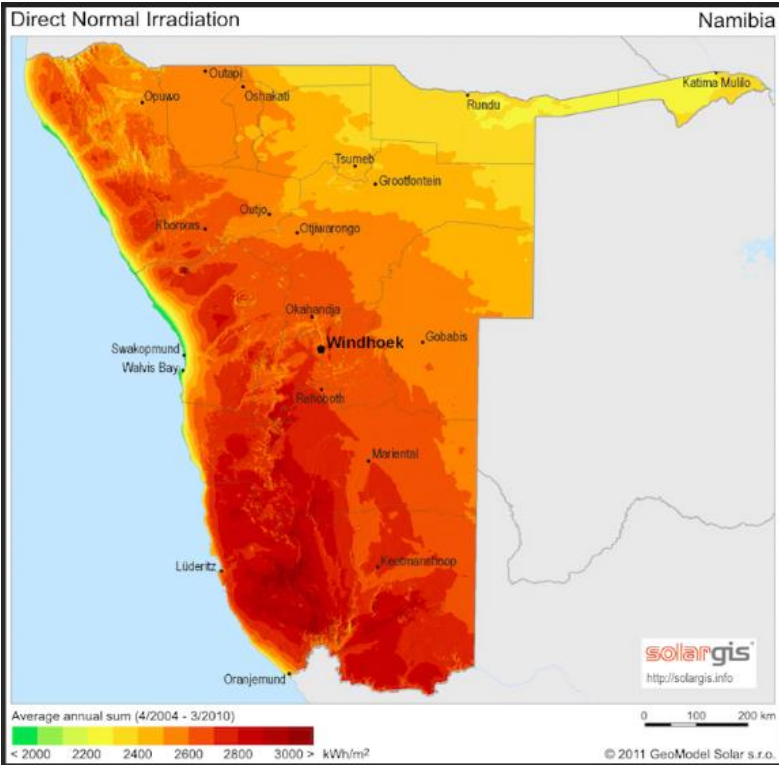 Direct Normal Irradiation
Namibia
Outapi
Oshakati
Opuwo
Rundu
Katima Mulilo
Tsumeb
Grootfontein
Outjo
Khorixas
Otjiwarongo
Okahandja
Windhoek
Gobabis
Swakopmund
Walvis Bay
Rehoboth
Mariental
Lüderitz
Keetmanshoop
Oranjemund
solargis
http://solargis.info
Average annual sum (4/2004 - 3/2010)
0 100 200 km
< 2000 2200 2400 2600 2800 3000 > kWh/m²
© 2011 GeoModel Solar s.r.o.